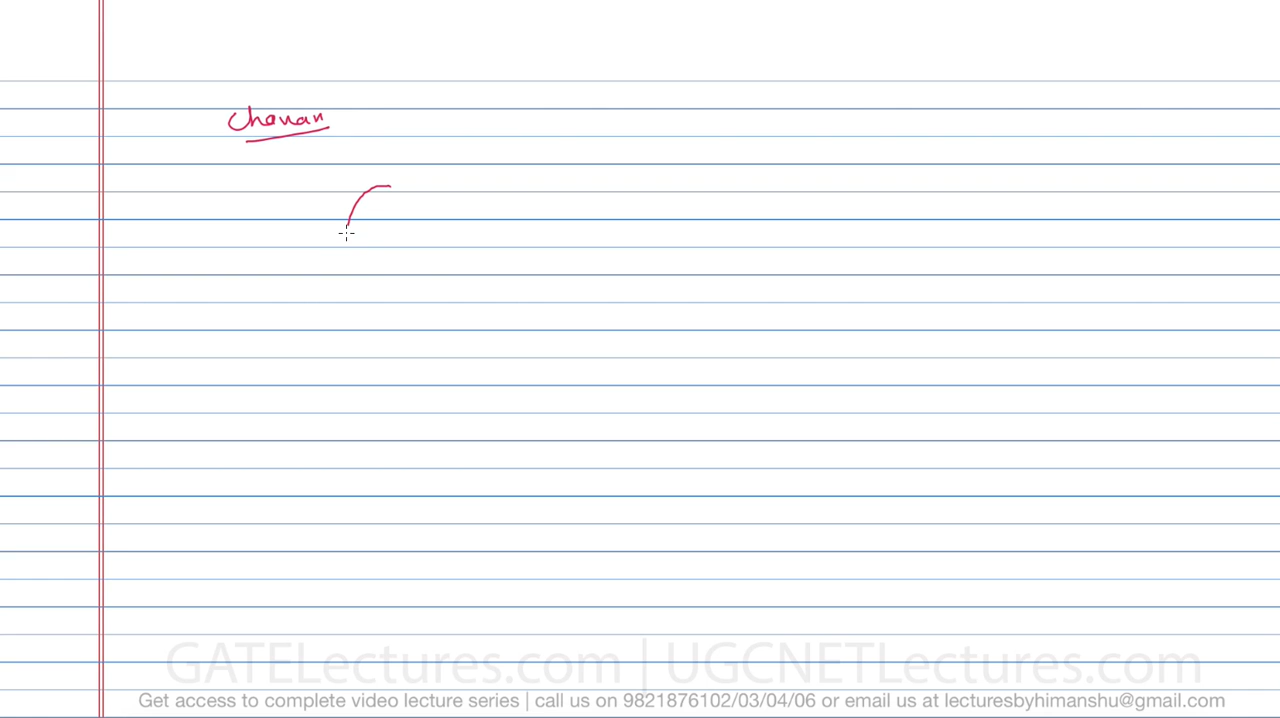 Chanan
GATELectures.com | UGCNETLectures.com
Get access to complete video lecture series | call us on 9821876102/03/04/06 or email us at lecturesbyhimanshu@gmail.com